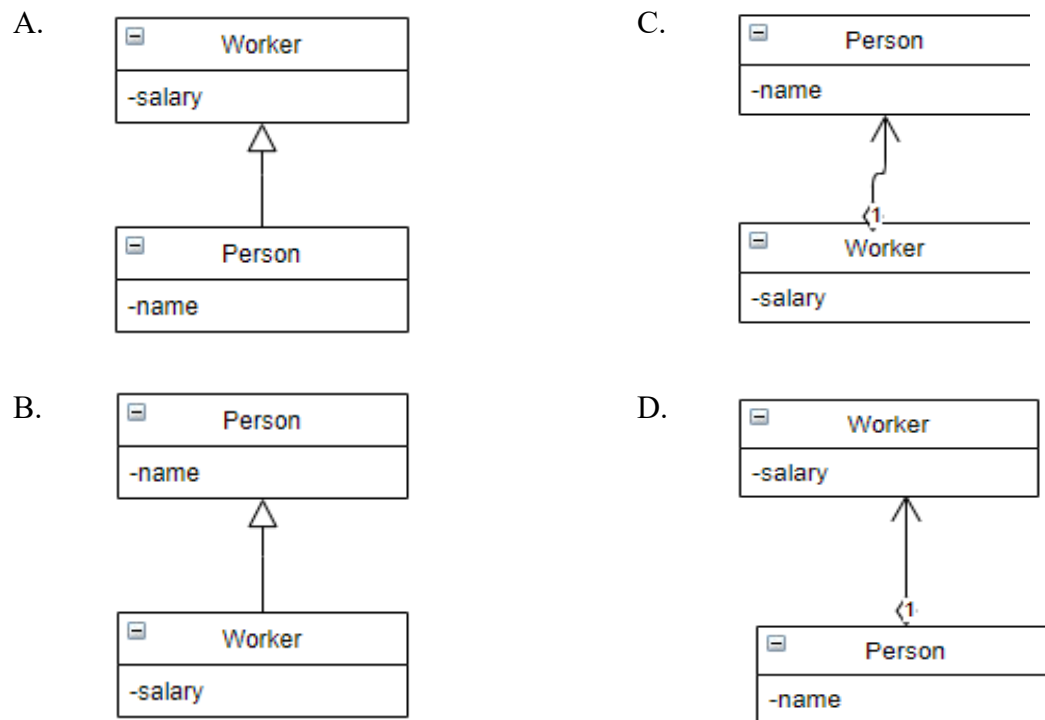 A.
Worker
-salary
Person
-name
B.
Person
-name
Worker
-salary
C.
Person
-name
1
Worker
-salary
D.
Worker
-salary
1
Person
-name